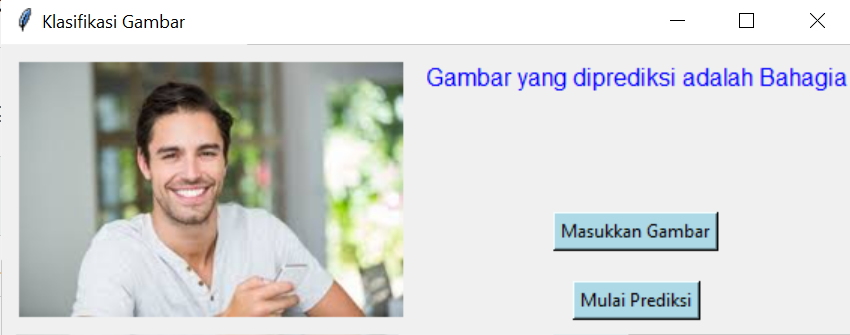 Klasifikasi Gambar
Gambar yang diprediksi adalah Bahagia
Masukkan Gambar
Mulai Prediksi